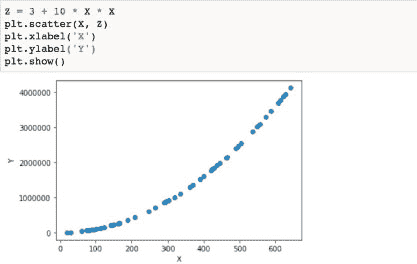 Z = 3 + 10 * X * X
plt.scatter(X, Z)
plt.xlabel('X')
plt.ylabel('Y')
plt.show()
4000000
3000000
2000000
1000000
0
Y
0 100 200 300 400 500 600
X